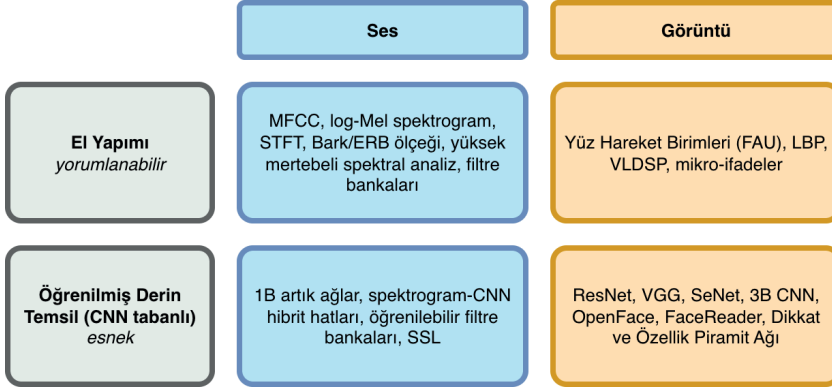 Ses
Görüntü
El Yapımı
yorumlanabilir
MFCC, log-Mel spektrogram,
STFT, Bark/ERB ölçeği, yüksek
mertebeli spektral analiz, filtre
bankaları
Yüz Hareket Birimleri (FAU), LBP,
VLDSP, mikro-ifadeler
Öğrenilmiş Derin
Temsil (CNN tabanlı)
esnek
1B artık ağlar, spektrogram-CNN
hibrit hatları, öğrenilebilir filtre
bankaları, SSL
ResNet, VGG, SeNet, 3B CNN,
OpenFace, FaceReader, Dikkat
ve Özellik Piramit Ağı